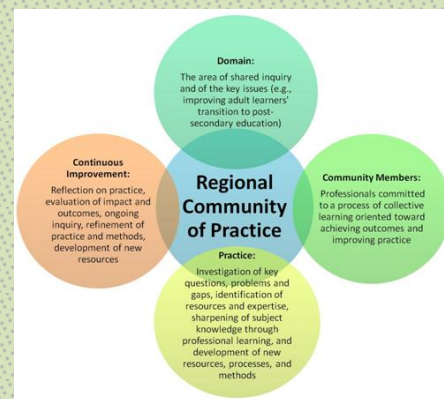 Domain:
The area of shared inquiry
and of the key issues (e.g.,
improving adult learners'
transition to post-
secondary education)
Continuous
Improvement:
Reflection on practice,
evaluation of impact and
outcomes, ongoing
inquiry, refinement of
practice and methods,
development of new
resources
Regional
Community
of Practice
Community Members:
Professionals committed
to a process of collective
learning oriented toward
achieving outcomes and
improving practice
Practice:
Investigation of key
questions, problems and
gaps, identification of
resources and expertise,
sharpening of subject
knowledge through
professional learning, and
development of new
resources, processes, and
methods